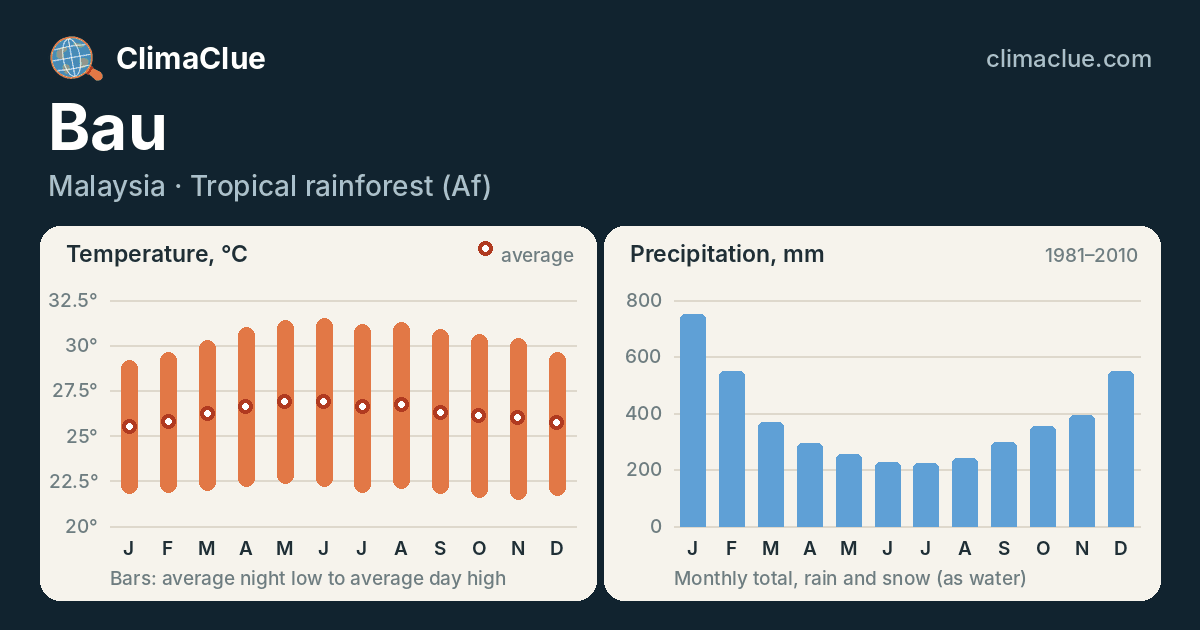 ClimaClue
climaclue.com
Bau
Malaysia · Tropical rainforest (Af)
Temperature, °C
average
32.5°
30°
27.5°
25°
22.5°
20°
J F M A M J J A S O N D
Bars: average night low to average day high
Precipitation, mm
1981–2010
800
600
400
200
0
J F M A M J J A S O N D
Monthly total, rain and snow (as water)